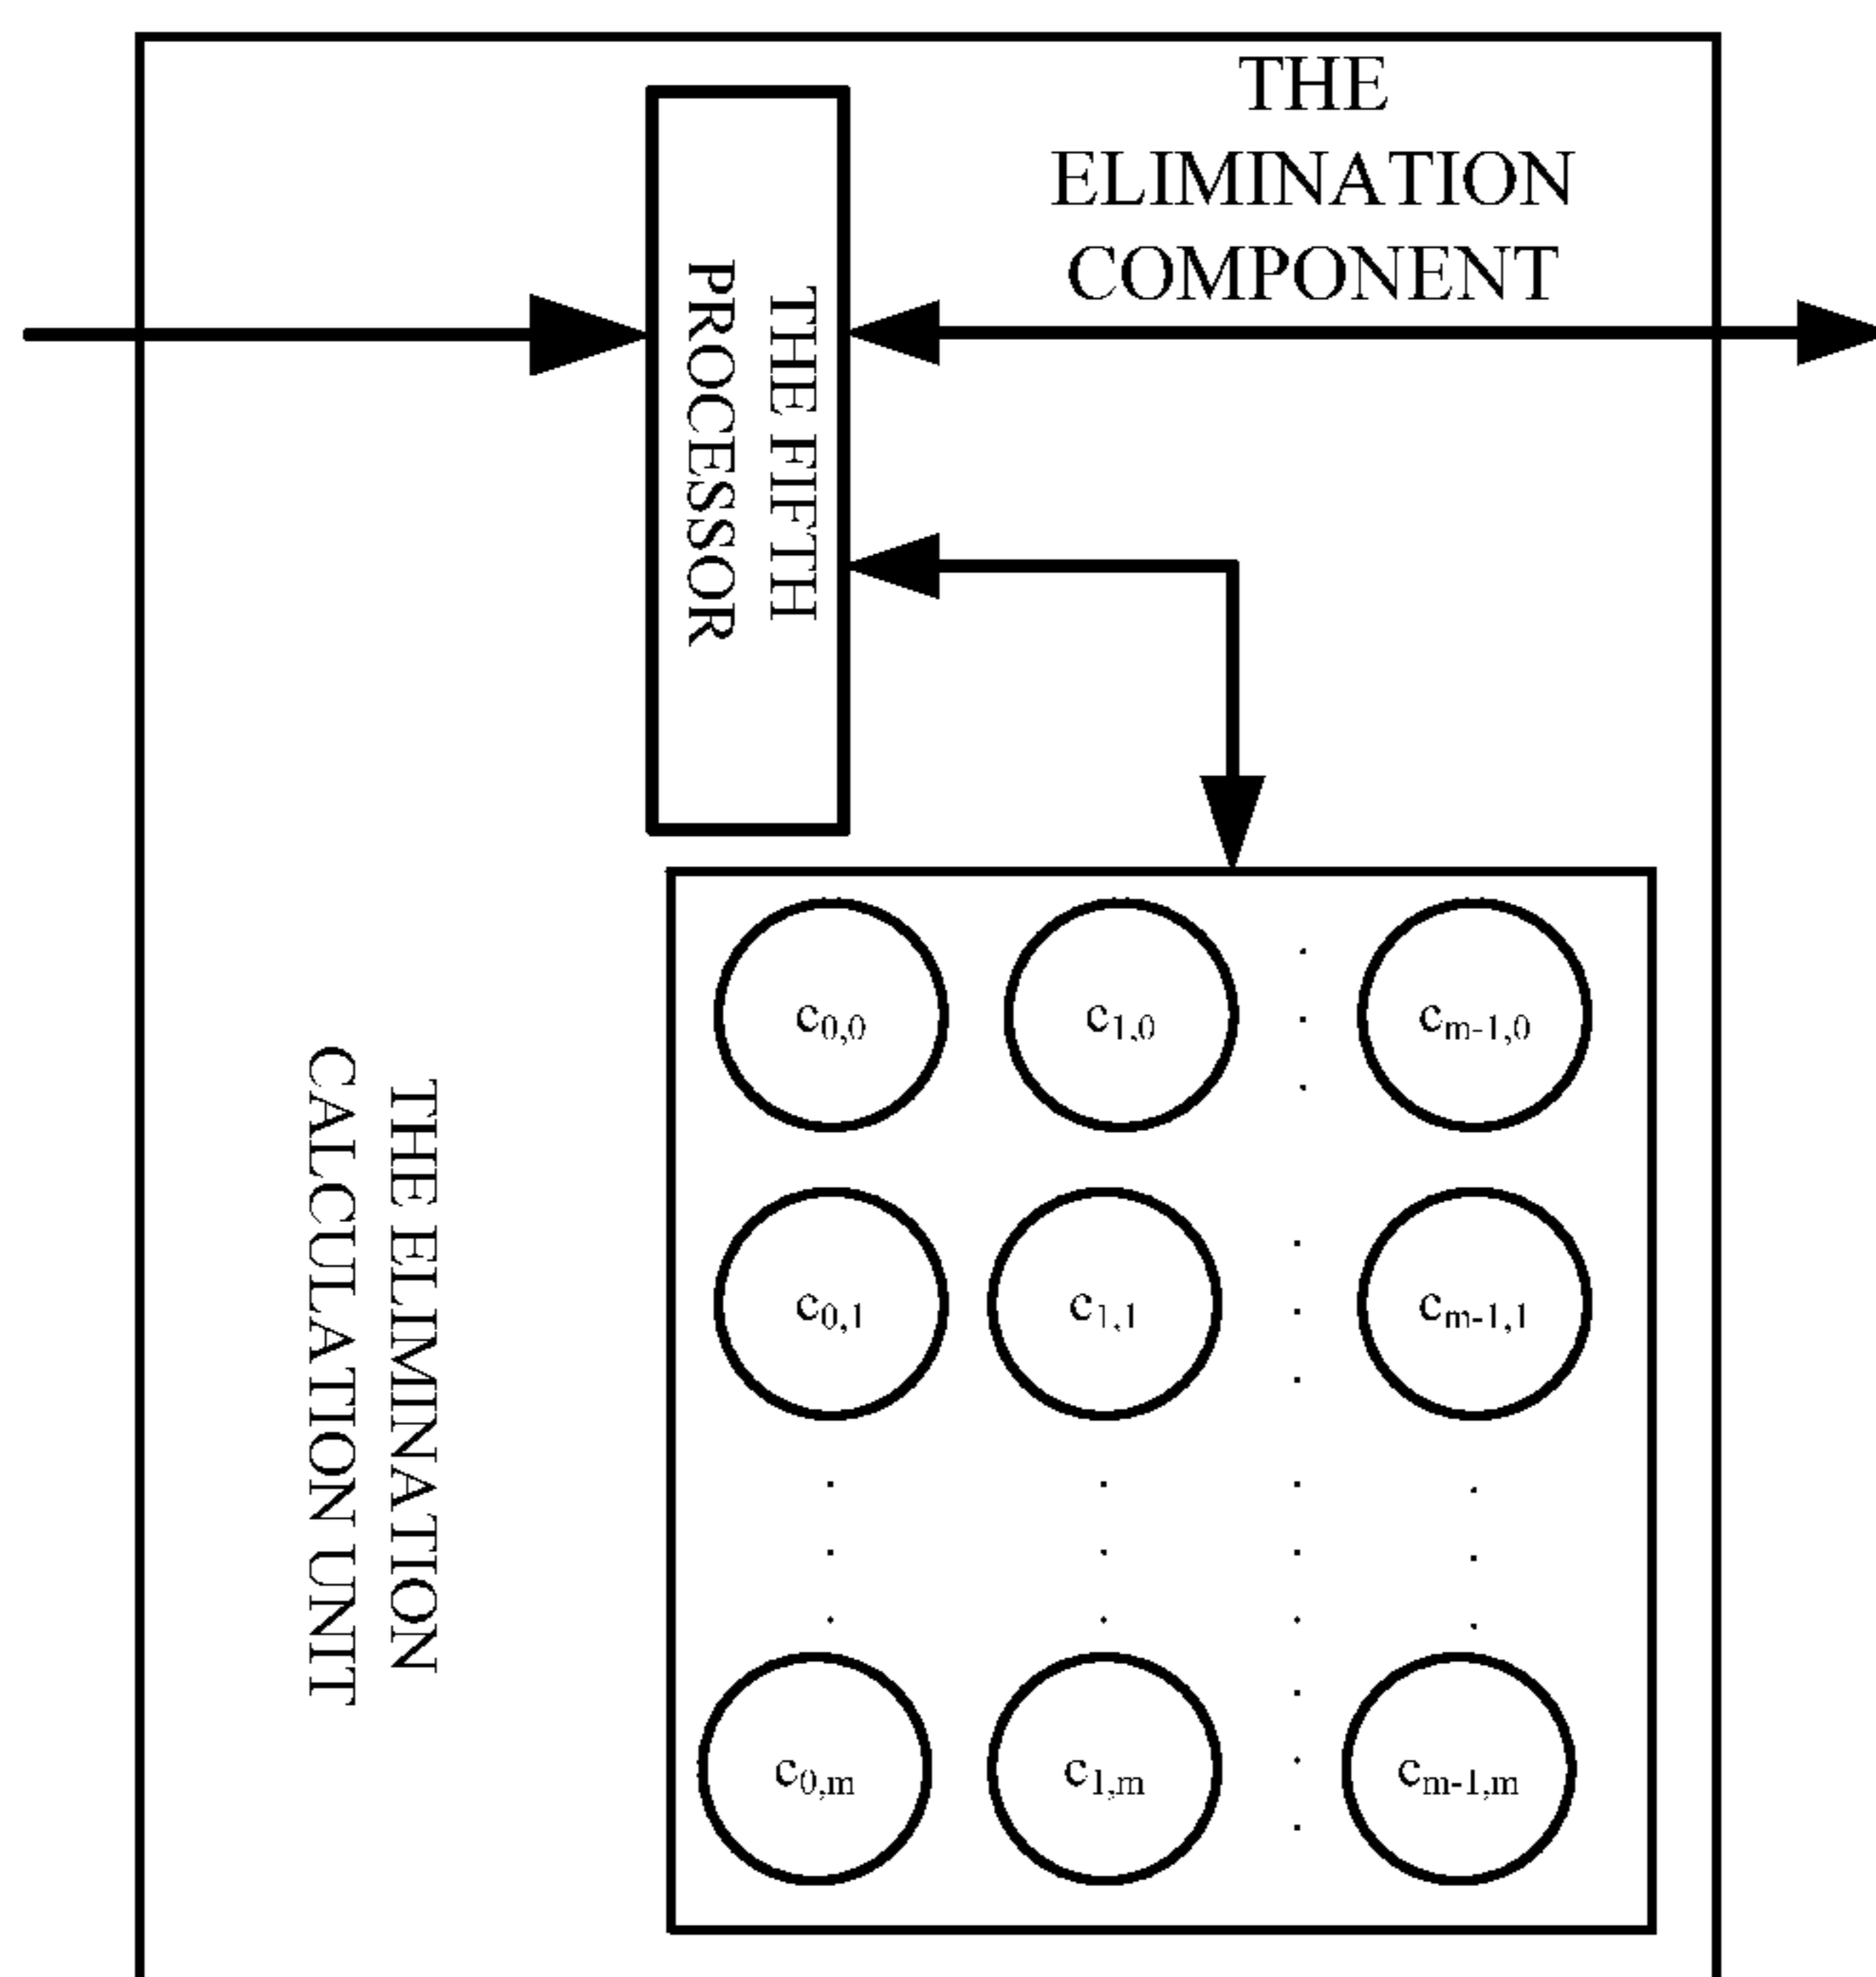 THE
ELIMINATION
COMPONENT
THE FIFTH
PROCESSOR
c0,0
c1,0
cm-1,0
c0,1
c1,1
cm-1,1
c0,m
c1,m
cm-1,m
THE ELIMINATION
CALCULATION UNIT